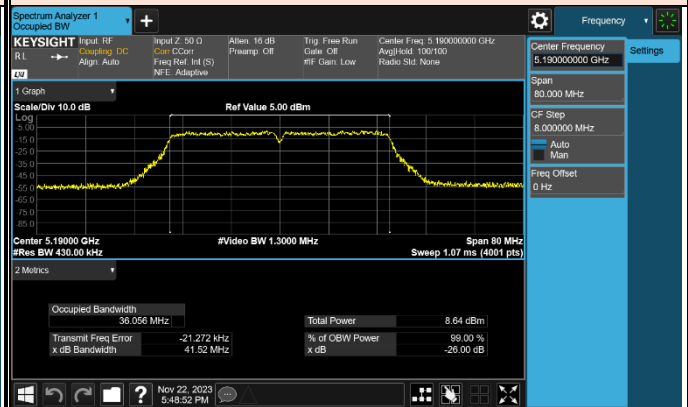 Spectrum Analyzer 1
Occupied BW
Frequency
KEYSIGHT
RL
LXI
Input: RF
Coupling: DC
Align: Auto
Input Z: 50 Ω
Corr CCorr
Freq Ref: Int (S)
NFE: Adaptive
Atten: 16 dB
Preamp: Off
Trig: Free Run
Gate: Off
#IF Gain: Low
Center Freq: 5.190000000 GHz
Avg|Hold: 100/100
Radio Std: None
Center Frequency
5.190000000 GHz
Settings
Span
80.000 MHz
CF Step
8.000000 MHz
Auto
Man
Freq Offset
0 Hz
1 Graph
Scale/Div 10.0 dB
Ref Value 5.00 dBm
Log
-5.00
-15.0
-25.0
-35.0
-45.0
-55.0
-65.0
-75.0
-85.0
Center 5.19000 GHz
#Video BW 1.3000 MHz
Span 80 MHz
#Res BW 430.00 kHz
Sweep 1.07 ms (4001 pts)
2 Metrics
Occupied Bandwidth
36.056 MHz
Total Power 8.64 dBm
Transmit Freq Error -21.272 kHz
% of OBW Power 99.00 %
x dB Bandwidth 41.52 MHz
x dB -26.00 dB
?
Nov 22, 2023
5:48:52 PM